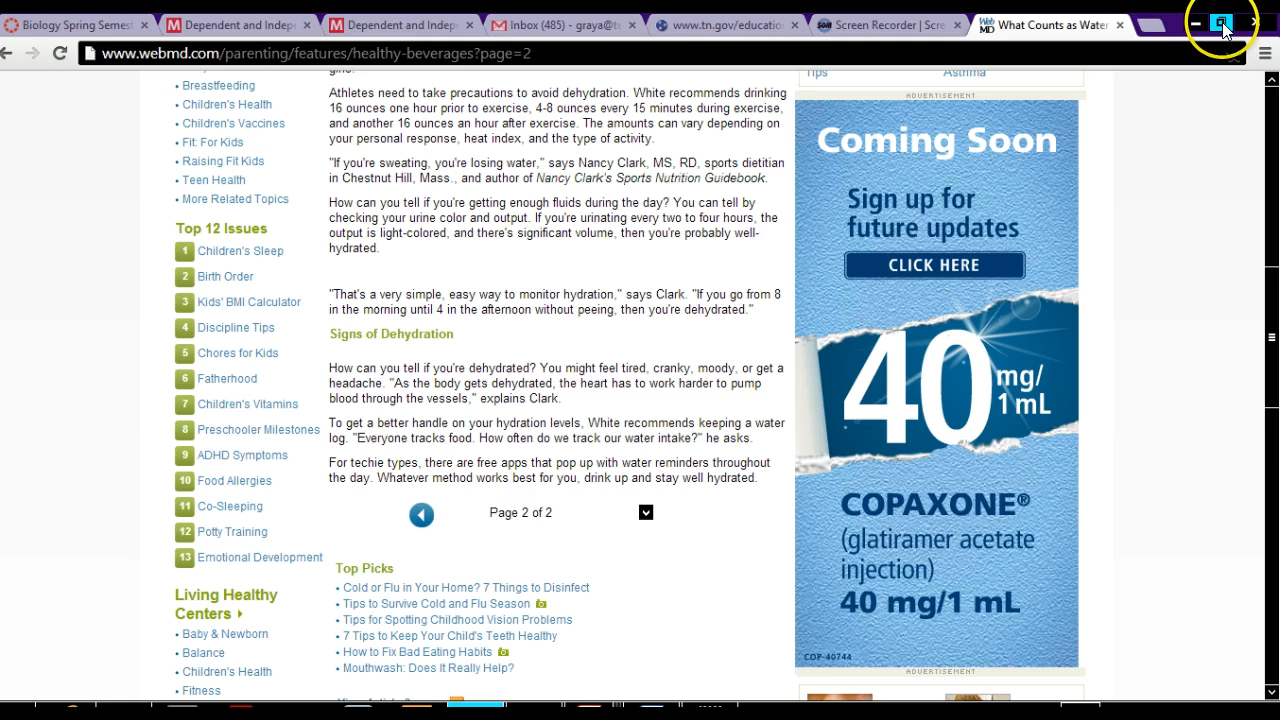 Biology Spring Semest
Dependent and Indep
Dependent and Indepe
Inbox (485) - graya@te
www.tn.gov/education
Screen Recorder | Scre
What Counts as Water
www.webmd.com/parenting/features/healthy-beverages?page=2
Tips
Asthma
• Breastfeeding
• Children's Health
• Children's Vaccines
• Fit: For Kids
• Raising Fit Kids
• Teen Health
• More Related Topics
Top 12 Issues
1 Children's Sleep
2 Birth Order
3 Kids' BMI Calculator
4 Discipline Tips
5 Chores for Kids
6 Fatherhood
7 Children's Vitamins
8 Preschooler Milestones
9 ADHD Symptoms
10 Food Allergies
11 Co-Sleeping
12 Potty Training
13 Emotional Development
Living Healthy
Centers
• Baby & Newborn
• Balance
• Children's Health
• Fitness
Athletes need to take precautions to avoid dehydration. White recommends drinking
16 ounces one hour prior to exercise, 4-8 ounces every 15 minutes during exercise,
and another 16 ounces an hour after exercise. The amounts can vary depending on
your personal response, heat index, and the type of activity.
"If you're sweating, you're losing water," says Nancy Clark, MS, RD, sports dietitian
in Chestnut Hill, Mass., and author of Nancy Clark's Sports Nutrition Guidebook.
How can you tell if you're getting enough fluids during the day? You can tell by
checking your urine color and output. If you're urinating every two to four hours, the
output is light-colored, and there's significant volume, then you're probably well-
hydrated.
"That's a very simple, easy way to monitor hydration," says Clark. "If you go from 8
in the morning until 4 in the afternoon without peeing, then you're dehydrated."
Signs of Dehydration
How can you tell if you're dehydrated? You might feel tired, cranky, moody, or get a
headache. "As the body gets dehydrated, the heart has to work harder to pump
blood through the vessels," explains Clark.
To get a better handle on your hydration levels, White recommends keeping a water
log. "Everyone tracks food. How often do we track our water intake?" he asks.
For techie types, there are free apps that pop up with water reminders throughout
the day. Whatever method works best for you, drink up and stay well hydrated.
Page 2 of 2
Top Picks
• Cold or Flu in Your Home? 7 Things to Disinfect
• Tips to Survive Cold and Flu Season
• Tips for Spotting Childhood Vision Problems
• 7 Tips to Keep Your Child's Teeth Healthy
• How to Fix Bad Eating Habits
• Mouthwash: Does It Really Help?
ADVERTISEMENT
Coming Soon
Sign up for
future updates
CLICK HERE
40 mg/
1 mL
COPAXONE®
(glatiramer acetate
injection)
40 mg/1 mL
COP-40744
ADVERTISEMENT